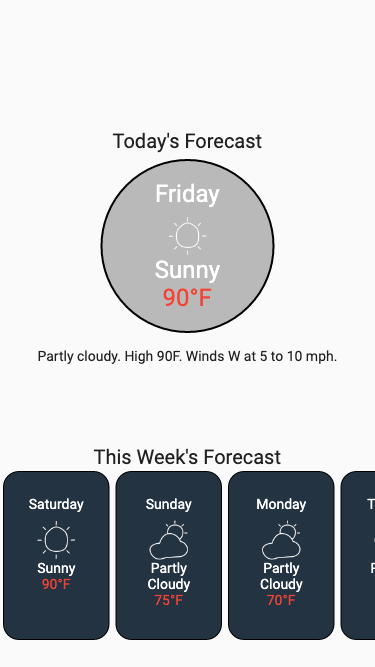 Today's Forecast
Friday
Sunny
90°F
Partly cloudy. High 90F. Winds W at 5 to 10 mph.
This Week's Forecast
Saturday
Sunny
90°F
Sunday
Partly
Cloudy
75°F
Monday
Partly
Cloudy
70°F